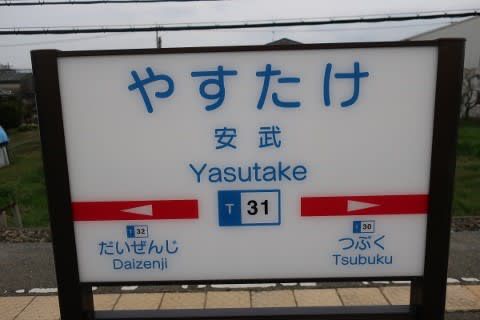 やすたけ
安武
Yasutake
T 31
T 32
だいぜんじ
Daizenji
T 30
つぶく
Tsubuku